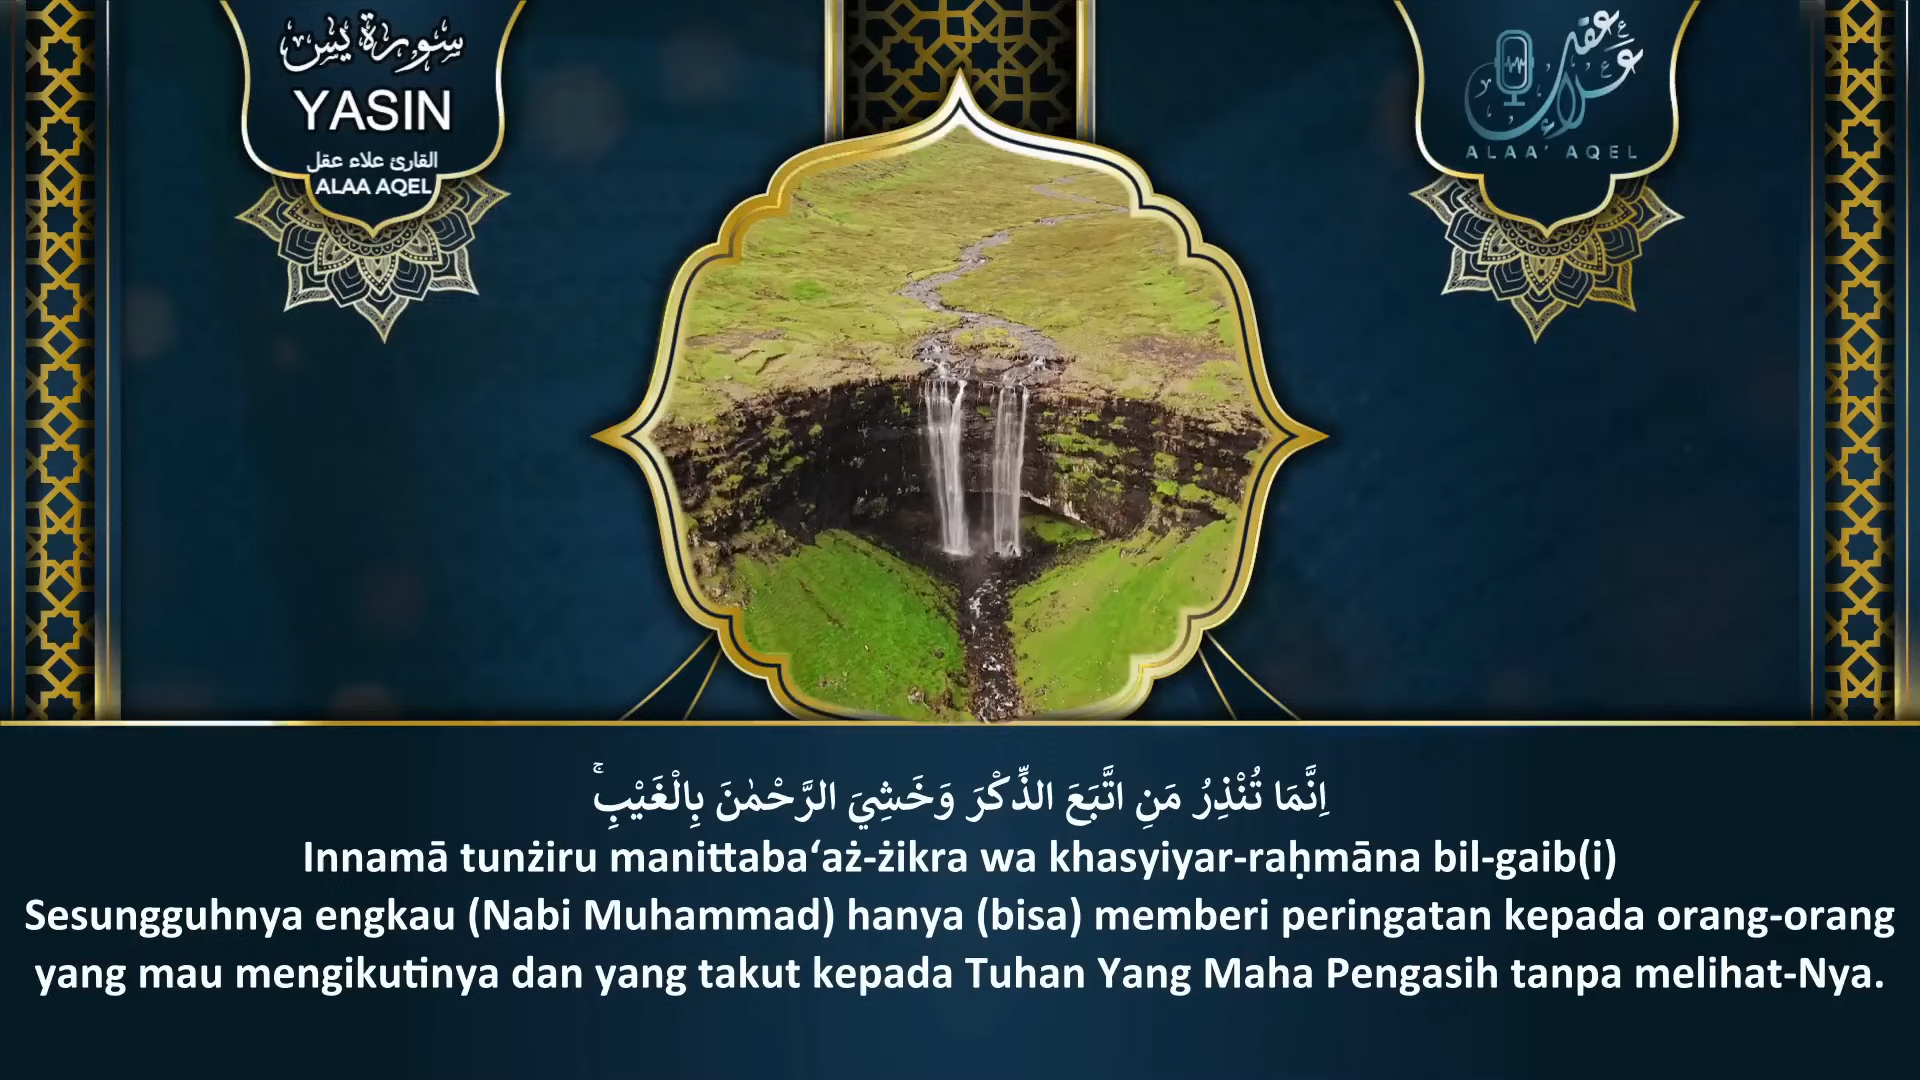 سورة يس
YASIN
القارئ علاء عقل
ALAA AQEL
علاء عقل
ALAA' AQEL
اِنَّمَا تُنْذِرُ مَنِ اتَّبَعَ الذِّكْرَ وَخَشِيَ الرَّحْمٰنَ بِالْغَيْبِۚ
Innamā tunżiru manittaba‘aż-żikra wa khasyiyar-raḥmāna bil-gaib(i)
Sesungguhnya engkau (Nabi Muhammad) hanya (bisa) memberi peringatan kepada orang-orang
yang mau mengikutinya dan yang takut kepada Tuhan Yang Maha Pengasih tanpa melihat-Nya.